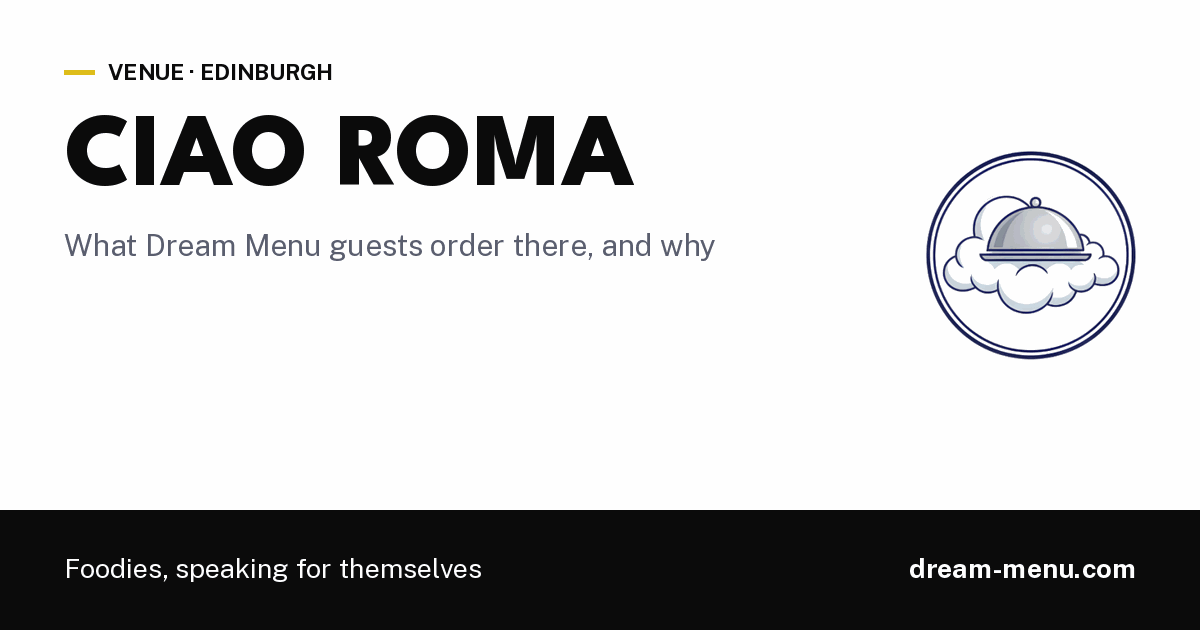 VENUE · EDINBURGH
CIAO ROMA
What Dream Menu guests order there, and why
Foodies, speaking for themselves
dream-menu.com